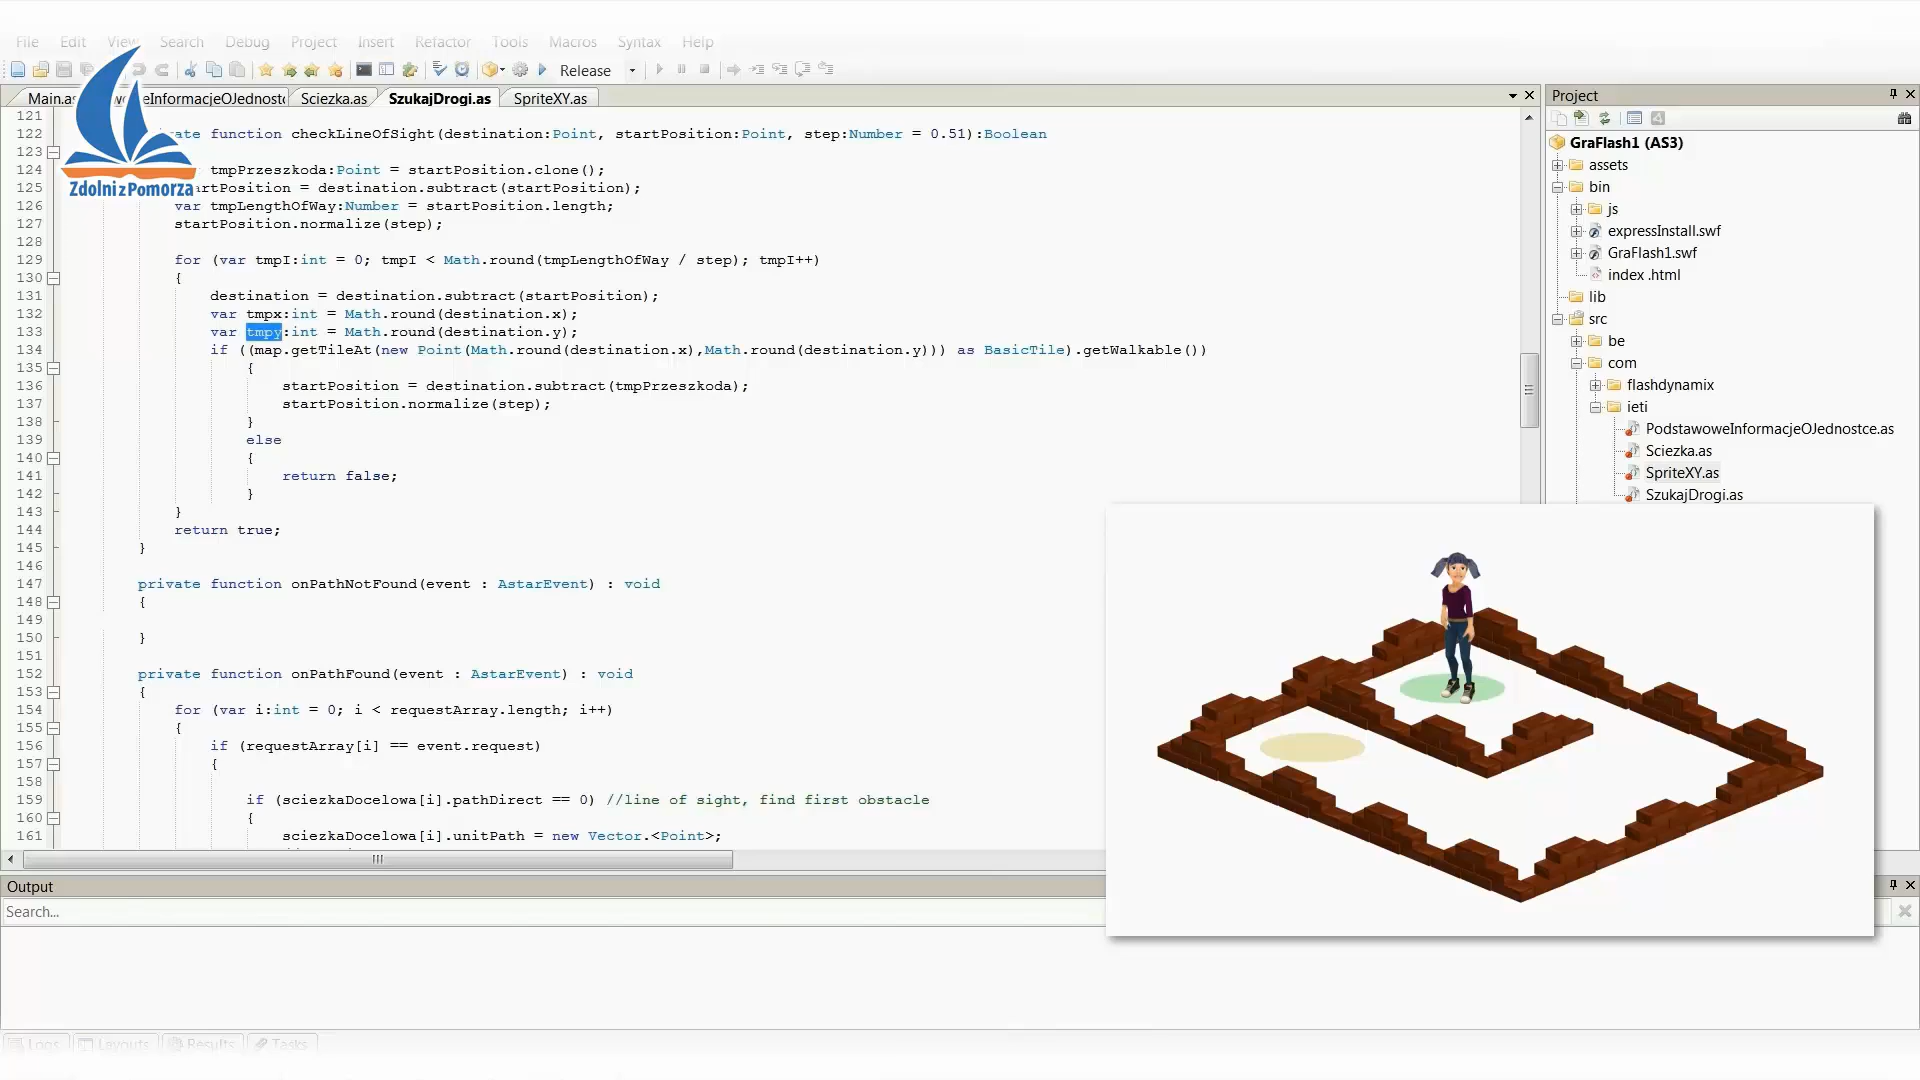 File Edit View Search Debug Project Insert Refactor Tools Macros Syntax Help
Release
Zdolni z Pomorza
Main.as
eInformacjeOJednostc
Sciezka.as
SzukajDrogi.as
SpriteXY.as
121
122 ate function checkLineOfSight(destination:Point, startPosition:Point, step:Number = 0.51):Boolean
123
124 tmpPrzeszkoda:Point = startPosition.clone();
125 artPosition = destination.subtract(startPosition);
126 var tmpLengthOfWay:Number = startPosition.length;
127 startPosition.normalize(step);
128
129 for (var tmpI:int = 0; tmpI < Math.round(tmpLengthOfWay / step); tmpI++)
130 {
131 destination = destination.subtract(startPosition);
132 var tmpx:int = Math.round(destination.x);
133 var tmpy:int = Math.round(destination.y);
134 if ((map.getTileAt(new Point(Math.round(destination.x),Math.round(destination.y))) as BasicTile).getWalkable())
135 {
136 startPosition = destination.subtract(tmpPrzeszkoda);
137 startPosition.normalize(step);
138 }
139 else
140 {
141 return false;
142 }
143 }
144 return true;
145 }
146
147 private function onPathNotFound(event : AstarEvent) : void
148 {
149
150 }
151
152 private function onPathFound(event : AstarEvent) : void
153 {
154 for (var i:int = 0; i < requestArray.length; i++)
155 {
156 if (requestArray[i] == event.request)
157 {
158
159 if (sciezkaDocelowa[i].pathDirect == 0) //line of sight, find first obstacle
160 {
161 sciezkaDocelowa[i].unitPath = new Vector.<Point>;
Project
GraFlash1 (AS3)
assets
bin
js
expressInstall.swf
GraFlash1.swf
index .html
lib
src
be
com
flashdynamix
ieti
PodstawoweInformacjeOJednostce.as
Sciezka.as
SpriteXY.as
SzukajDrogi.as
Output
Search...
Logs Layouts Results Tasks